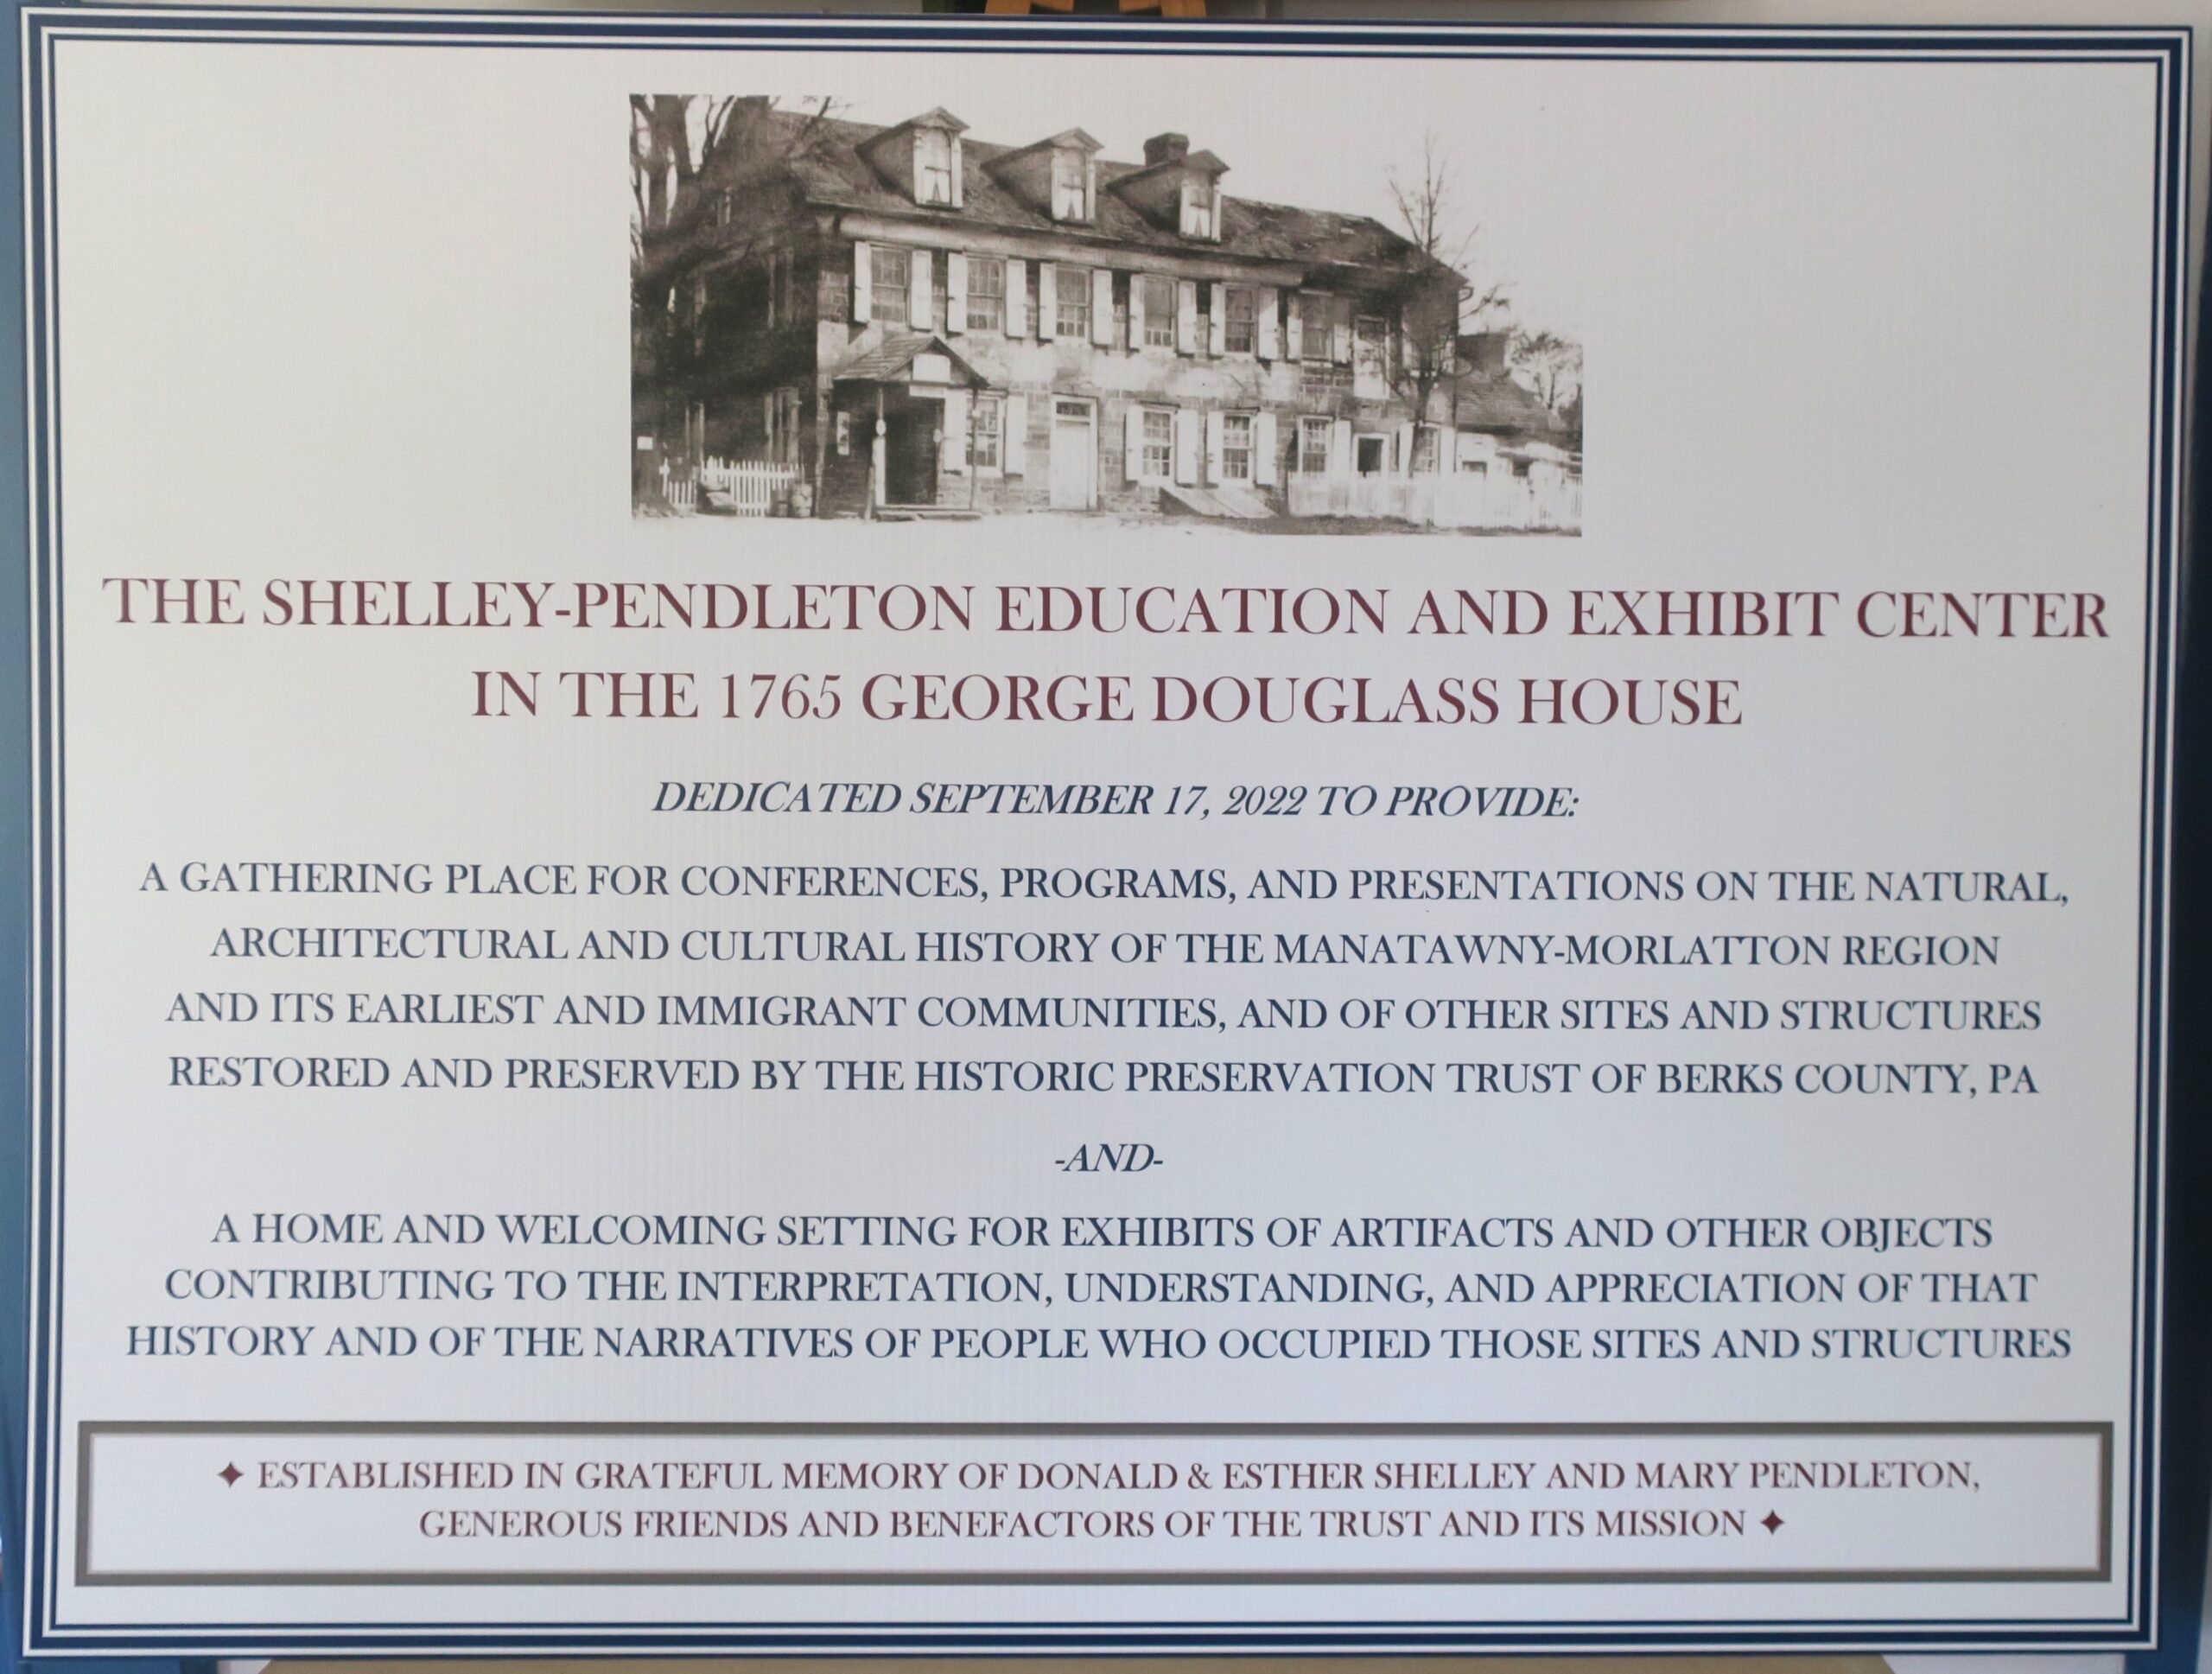 THE SHELLEY-PENDLETON EDUCATION AND EXHIBIT CENTER
IN THE 1765 GEORGE DOUGLASS HOUSE
DEDICATED SEPTEMBER 17, 2022 TO PROVIDE:
A GATHERING PLACE FOR CONFERENCES, PROGRAMS, AND PRESENTATIONS ON THE NATURAL,
ARCHITECTURAL AND CULTURAL HISTORY OF THE MANATAWNY-MORLATTON REGION
AND ITS EARLIEST AND IMMIGRANT COMMUNITIES, AND OF OTHER SITES AND STRUCTURES
RESTORED AND PRESERVED BY THE HISTORIC PRESERVATION TRUST OF BERKS COUNTY, PA
-AND-
A HOME AND WELCOMING SETTING FOR EXHIBITS OF ARTIFACTS AND OTHER OBJECTS
CONTRIBUTING TO THE INTERPRETATION, UNDERSTANDING, AND APPRECIATION OF THAT
HISTORY AND OF THE NARRATIVES OF PEOPLE WHO OCCUPIED THOSE SITES AND STRUCTURES
✦ ESTABLISHED IN GRATEFUL MEMORY OF DONALD & ESTHER SHELLEY AND MARY PENDLETON,
GENEROUS FRIENDS AND BENEFACTORS OF THE TRUST AND ITS MISSION ✦